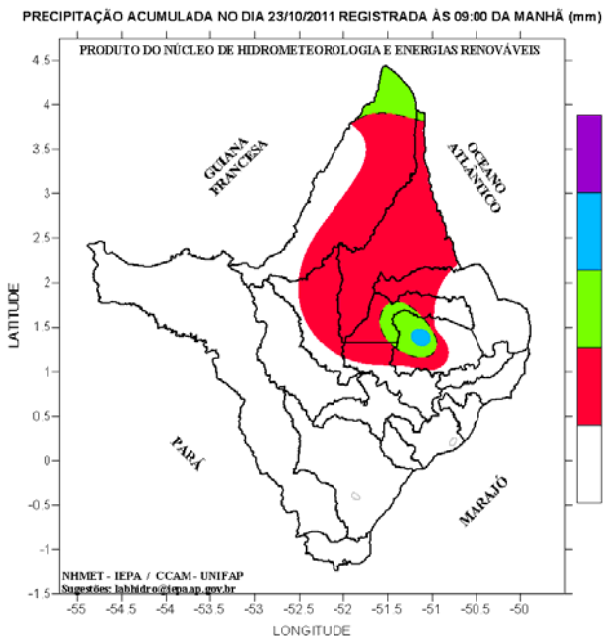 PRECIPITAÇÃO ACUMULADA NO DIA 23/10/2011 REGISTRADA ÀS 09:00 DA MANHÃ (mm)
PRODUTO DO NÚCLEO DE HIDROMETEOROLOGIA E ENERGIAS RENOVÁVEIS
4.5
4
3.5
3
2.5
2
1.5
1
0.5
0
-0.5
-1
-1.5
LATITUDE
GUIANA
FRANCESA
OCEANO
ATLÂNTICO
PARÁ
MARAJÓ
NHMET - IEPA / CCAM - UNIFAP
Sugestões: labhidro@iepa.ap.gov.br
-55
-54.5
-54
-53.5
-53
-52.5
-52
-51.5
-51
-50.5
-50
LONGITUDE